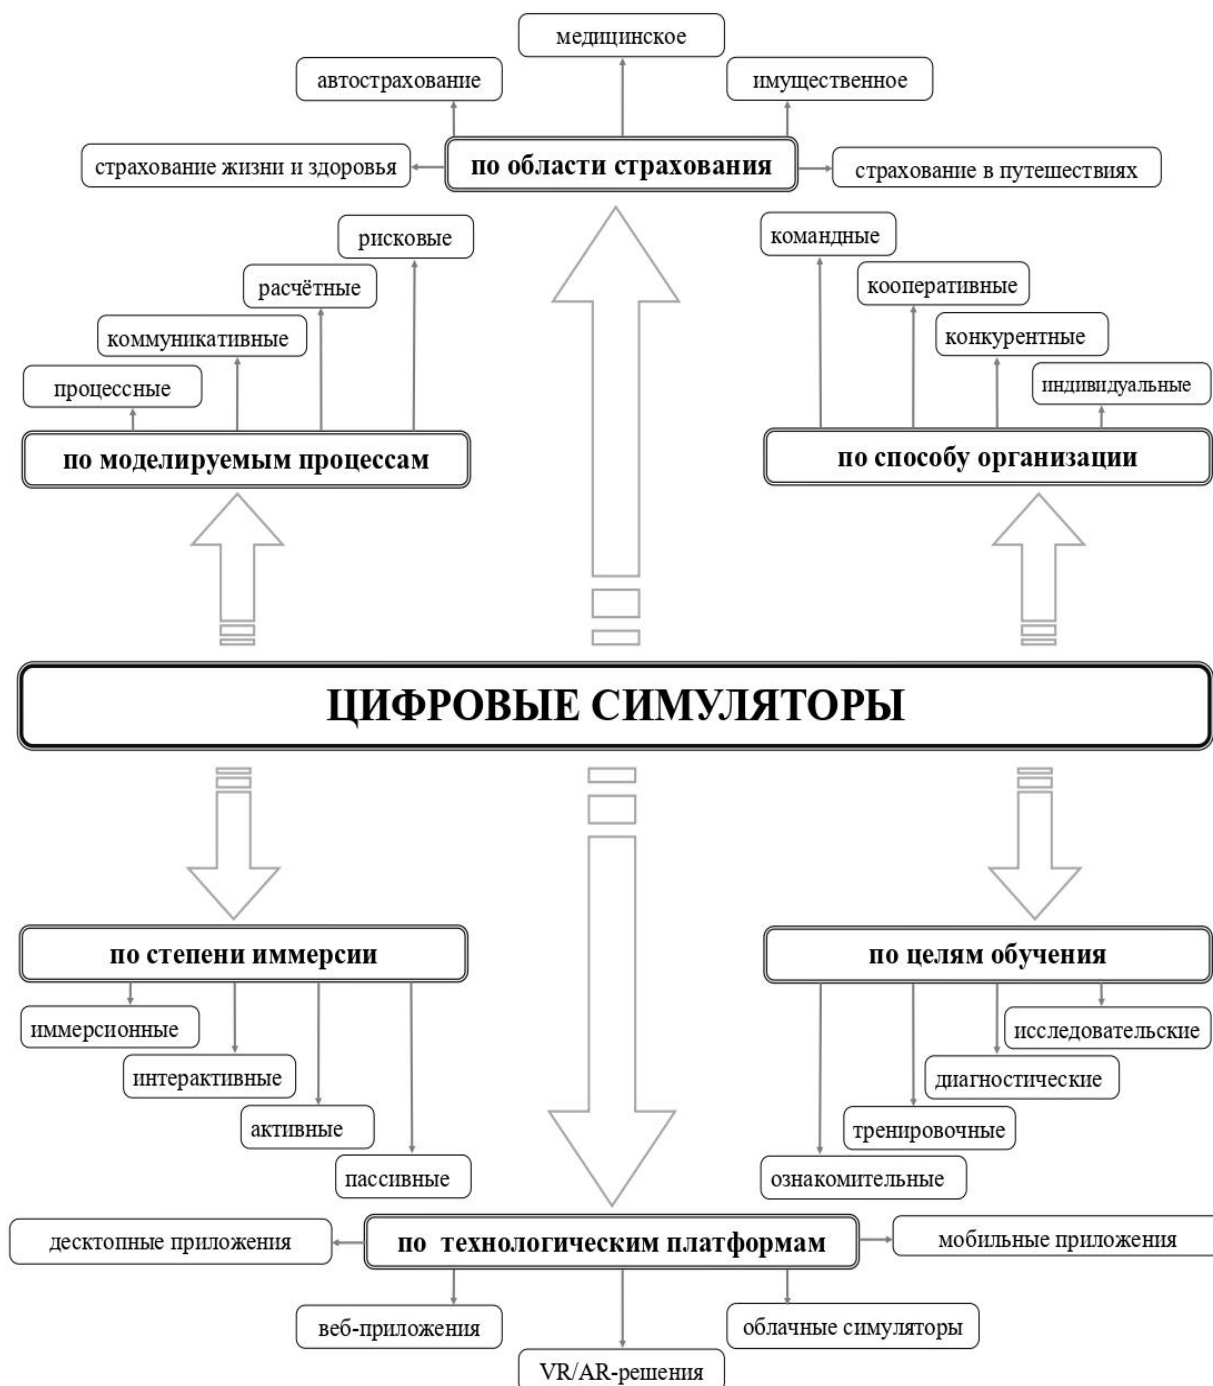 медицинское
автострахование
имущественное
страхование жизни и здоровья
по области страхования
страхование в путешествиях
рисковые
командные
расчётные
кооперативные
коммуникативные
конкурентные
процессные
индивидуальные
по моделируемым процессам
по способу организации
ЦИФРОВЫЕ СИМУЛЯТОРЫ
по степени иммерсии
по целям обучения
иммерсионные
исследовательские
интерактивные
диагностические
активные
тренировочные
пассивные
ознакомительные
десктопные приложения
по технологическим платформам
мобильные приложения
веб-приложения
облачные симуляторы
VR/AR-решения